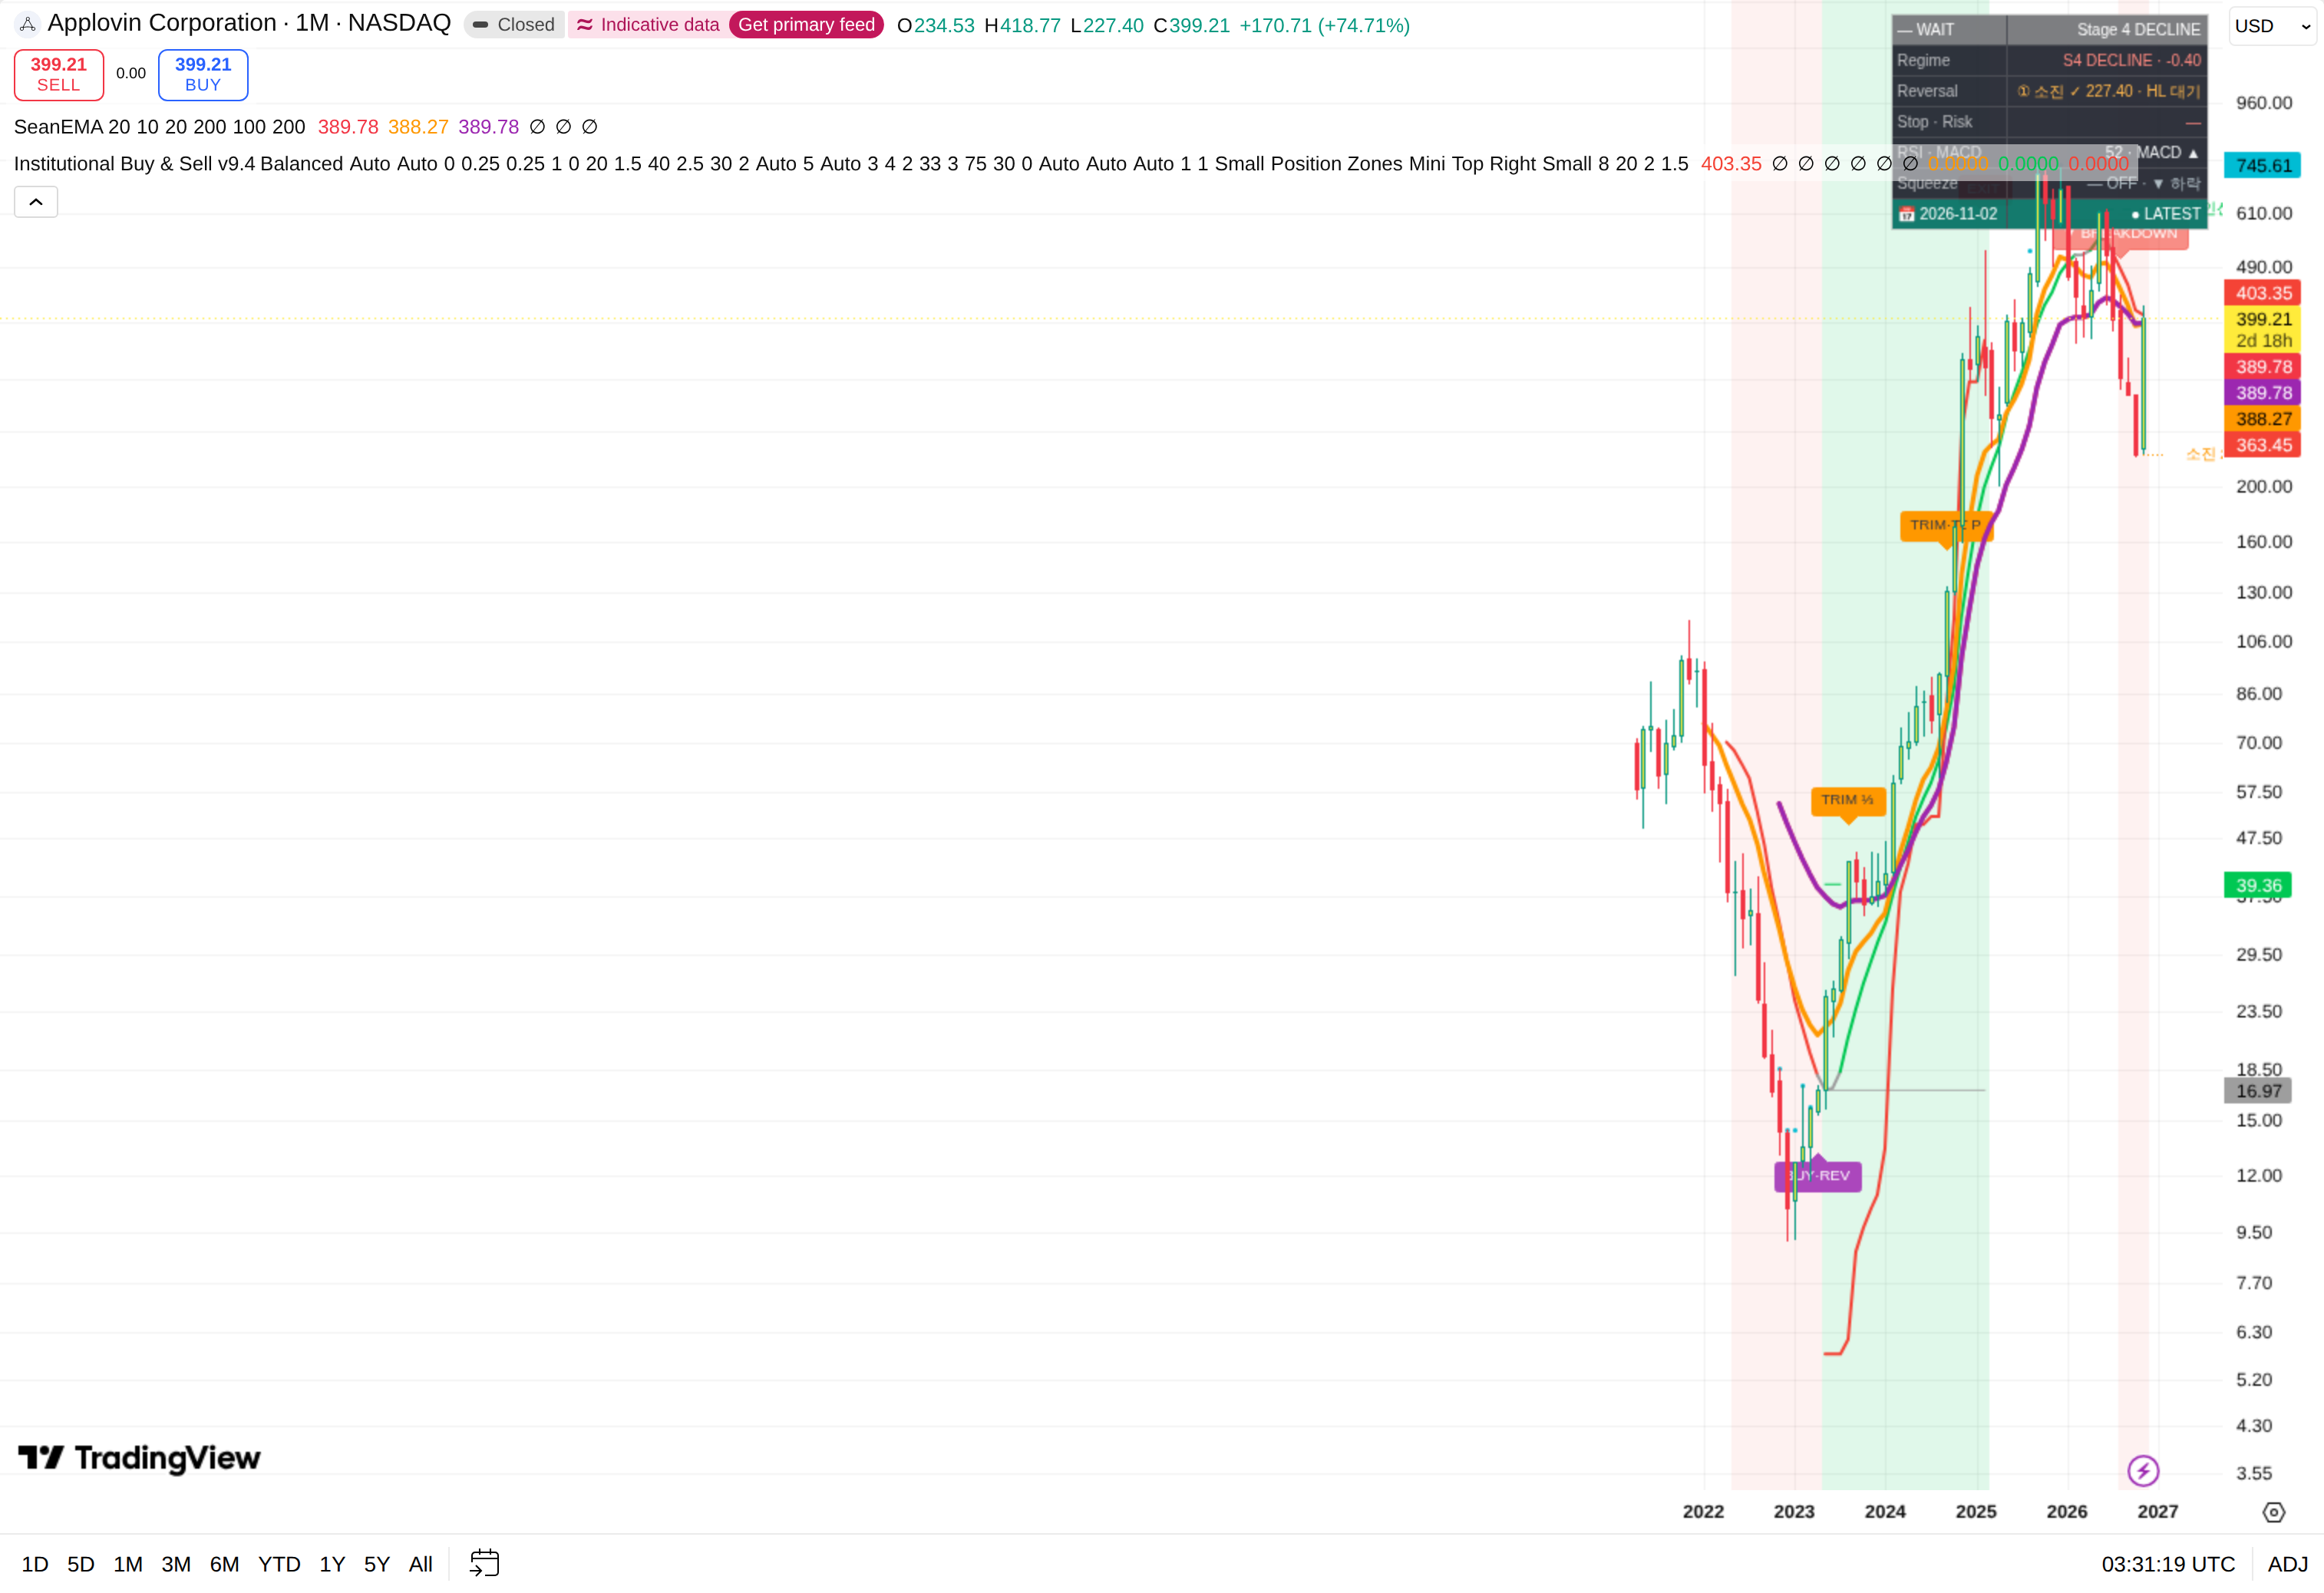 Applovin Corporation · 1M · NASDAQ Closed Indicative data Get primary feed O234.53 H418.77 L227.40 C399.21 +170.71 (+74.71%)
399.21 SELL 0.00 399.21 BUY
SeanEMA 20 10 20 200 100 200 389.78 388.27 389.78 ∅ ∅ ∅
Institutional Buy & Sell v9.4 Balanced Auto Auto 0 0.25 0.25 1 0 20 1.5 40 2.5 30 2 Auto 5 Auto 3 4 2 33 3 75 30 0 Auto Auto Auto 1 1 Small Position Zones Mini Top Right Small 8 20 2 1.5 403.35 ∅ ∅ ∅ ∅ ∅ ∅ 0.0000 0.0000 0.0000
— WAIT Stage 4 DECLINE
Regime S4 DECLINE · -0.40
Reversal ① 소진 ✓ 227.40 · HL 대기
Stop · Risk —
RSI · MACD 52 · MACD ▲
Squeeze — OFF · ▼ 하락
2026-11-02 ● LATEST
BREAKDOWN
소진
TRIM
TRIM ⅓
BUY-REV
USD
960.00
745.61
610.00
490.00
403.35
399.21
2d 18h
389.78
389.78
388.27
363.45
200.00
160.00
130.00
106.00
86.00
70.00
57.50
47.50
39.36
37.50
29.50
23.50
18.50
16.97
15.00
12.00
9.50
7.70
6.30
5.20
4.30
3.55
TradingView
2022 2023 2024 2025 2026 2027
1D 5D 1M 3M 6M YTD 1Y 5Y All 03:31:19 UTC ADJ